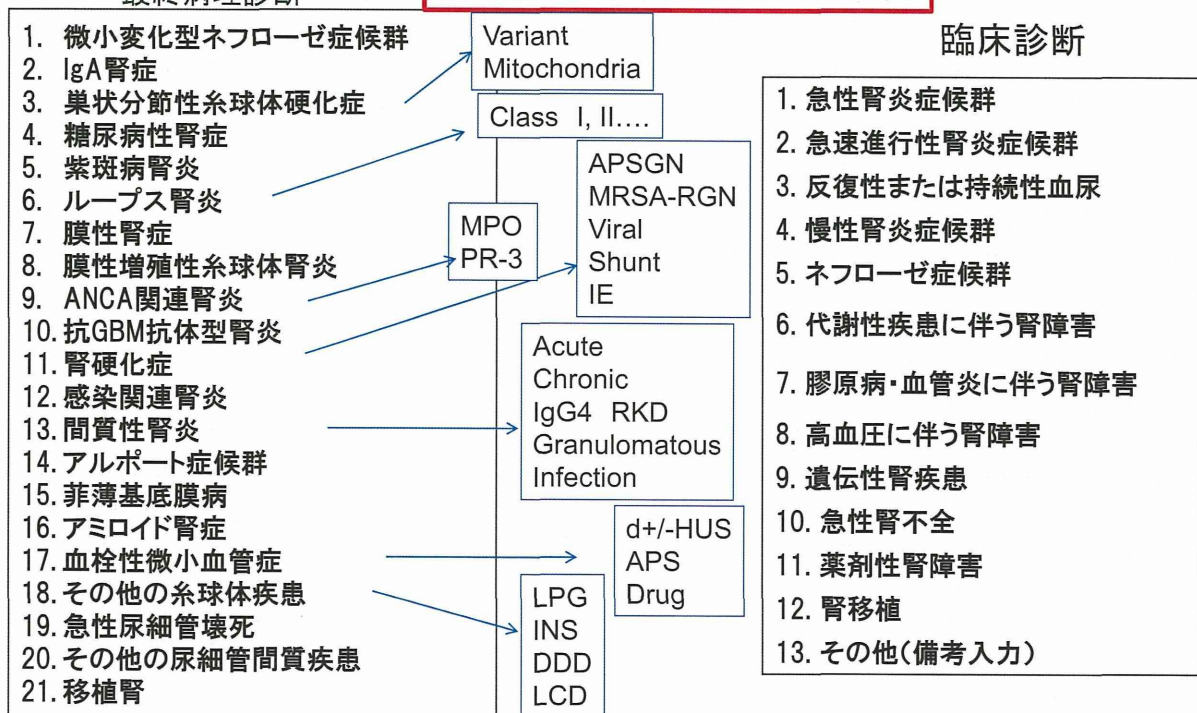 最終病理診断
1. 微小変化型ネフローゼ症候群
2. IgA腎症
3. 巣状分節性糸球体硬化症
4. 糖尿病性腎症
5. 紫斑病腎炎
6. ループス腎炎
7. 膜性腎症
8. 膜性増殖性糸球体腎炎
9. ANCA関連腎炎
10. 抗GBM抗体型腎炎
11. 腎硬化症
12. 感染関連腎炎
13. 間質性腎炎
14. アルポート症候群
15. 菲薄基底膜病
16. アミロイド腎症
17. 血栓性微小血管症
18. その他の糸球体疾患
19. 急性尿細管壊死
20. その他の尿細管間質疾患
21. 移植腎
Variant
Mitochondria
Class I, II....
MPO
PR-3
APSGN
MRSA-RGN
Viral
Shunt
IE
Acute
Chronic
IgG4 RKD
Granulomatous
Infection
d+/-HUS
APS
Drug
LPG
INS
DDD
LCD
臨床診断
1. 急性腎炎症候群
2. 急速進行性腎炎症候群
3. 反復性または持続性血尿
4. 慢性腎炎症候群
5. ネフローゼ症候群
6. 代謝性疾患に伴う腎障害
7. 膠原病・血管炎に伴う腎障害
8. 高血圧に伴う腎障害
9. 遺伝性腎疾患
10. 急性腎不全
11. 薬剤性腎障害
12. 腎移植
13. その他(備考入力)